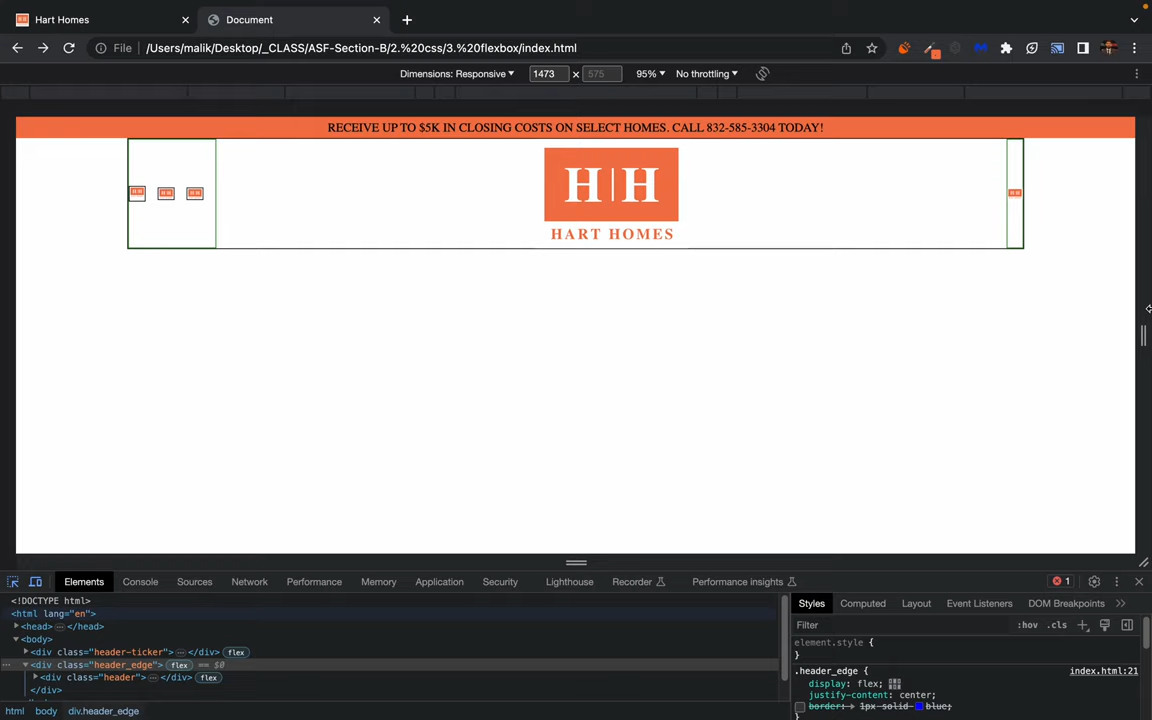 Hart Homes
Document
File
/Users/malik/Desktop/_CLASS/ASF-Section-B/2.%20css/3.%20flexbox/index.html
Dimensions: Responsive
1473 × 575
95%
No throttling
RECEIVE UP TO $5K IN CLOSING COSTS ON SELECT HOMES. CALL 832-585-3304 TODAY!
H|H
HART HOMES
Elements
Console
Sources
Network
Performance
Memory
Application
Security
Lighthouse
Recorder
Performance insights
1
<!DOCTYPE html>
<html lang="en">
<head> … </head>
<body>
<div class="header-ticker"> … </div> flex
… <div class="header_edge"> flex == $0
<div class="header"> … </div> flex
</div>
html body div.header_edge
Styles
Computed
Layout
Event Listeners
DOM Breakpoints
Filter
:hov .cls
element.style {
}
.header_edge { index.html:21
display: flex;
justify-content: center;
border: 1px solid blue;
}